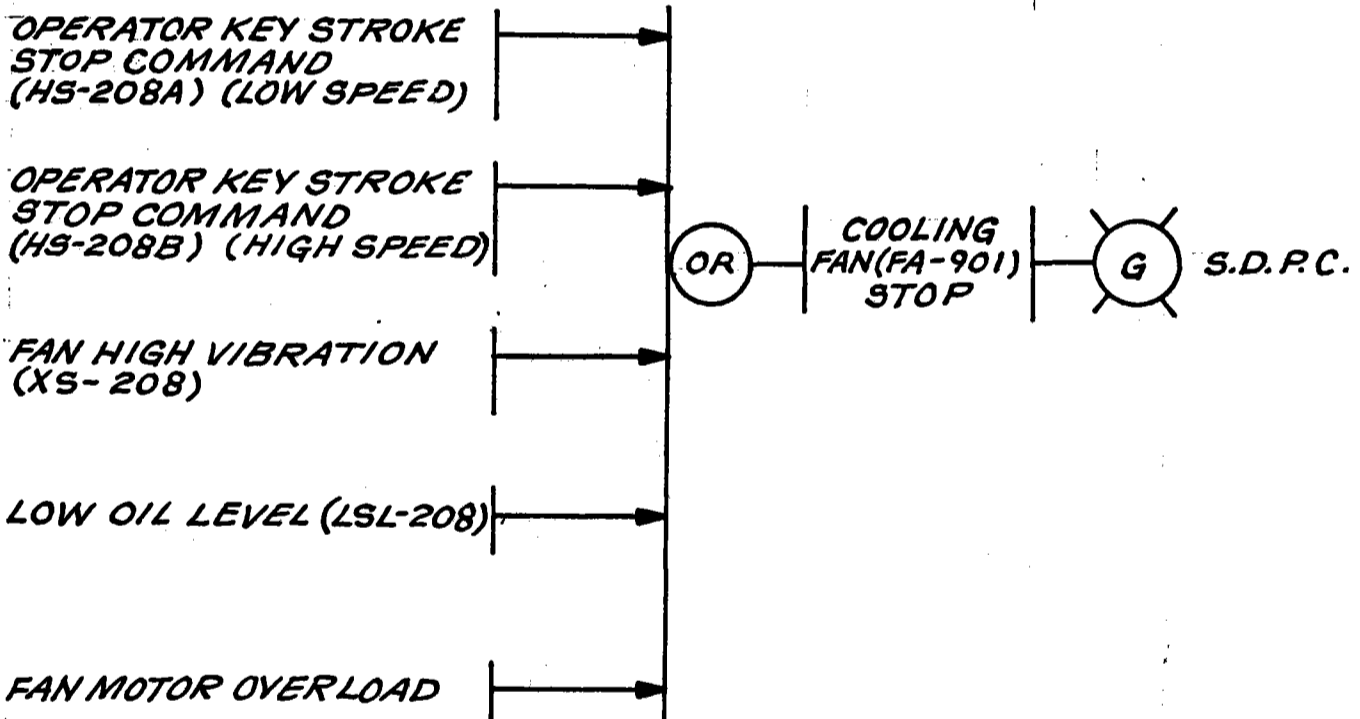 OPERATOR KEY STROKE
STOP COMMAND
(HS-208A) (LOW SPEED)
OPERATOR KEY STROKE
STOP COMMAND
(HS-208B) (HIGH SPEED)
OR
COOLING
FAN(FA-901)
STOP
G
S.D.P.C.
FAN HIGH VIBRATION
(XS-208)
LOW OIL LEVEL (LSL-208)
FAN MOTOR OVERLOAD